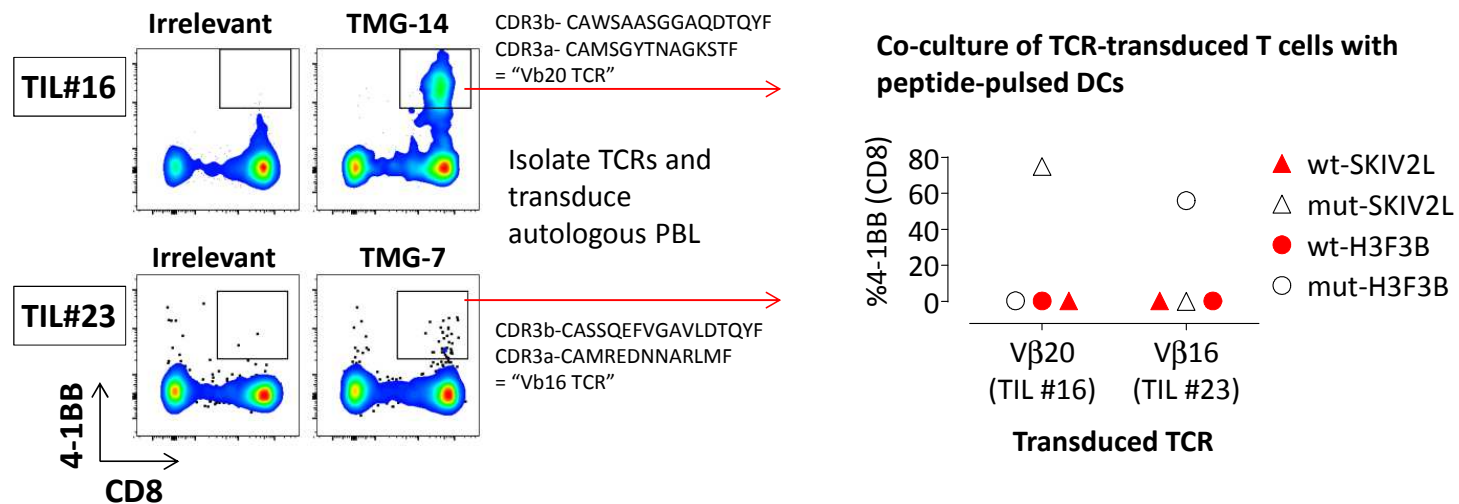 Irrelevant
TMG-14
TIL#16
CDR3b- CAWSAASGGAQDTQYF
CDR3a- CAMSGYTNAGKSTF
= “Vb20 TCR”
Isolate TCRs and
transduce
autologous PBL
Irrelevant
TMG-7
TIL#23
CDR3b-CASSQEFVGAVLDTQYF
CDR3a-CAMREDNNARLMF
= “Vb16 TCR”
4-1BB
CD8
Co-culture of TCR-transduced T cells with
peptide-pulsed DCs
%4-1BB (CD8)
80
60
40
20
0
Vβ20
(TIL #16)
Vβ16
(TIL #23)
Transduced TCR
wt-SKIV2L
mut-SKIV2L
wt-H3F3B
mut-H3F3B